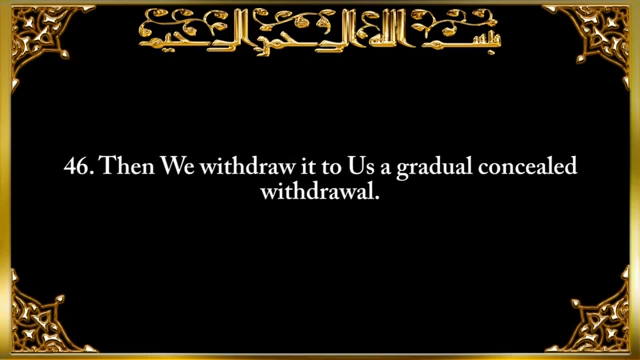 بسم الله الرحمن الرحيم
46. Then We withdraw it to Us a gradual concealed
withdrawal.